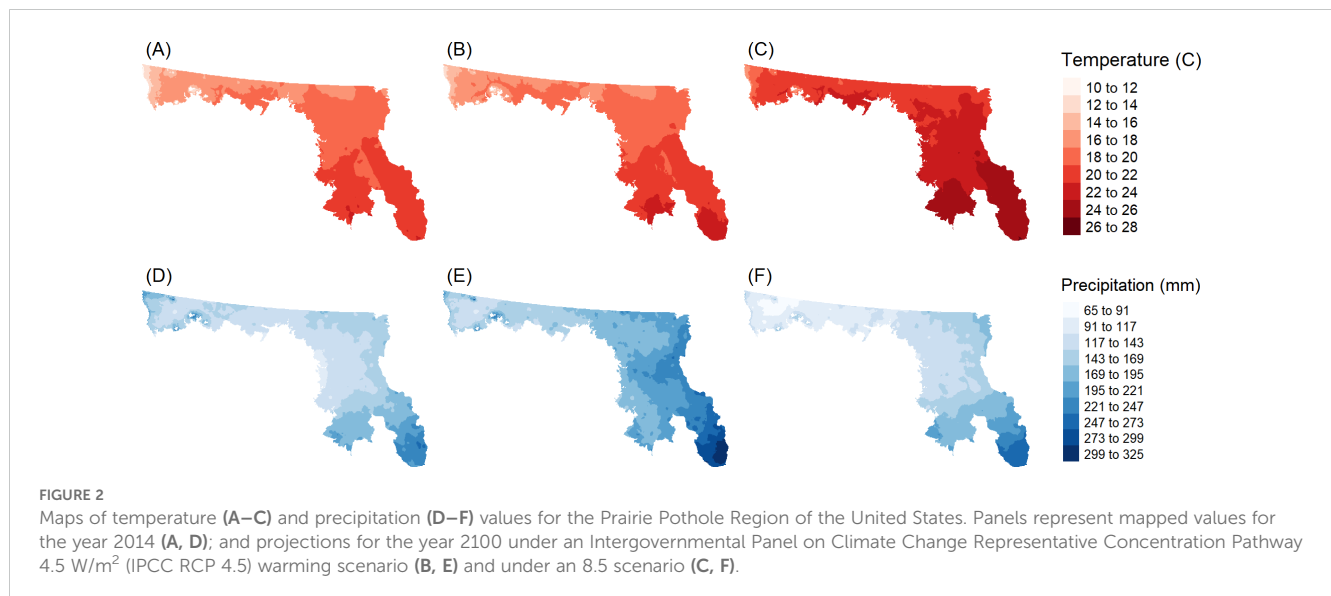 (A)
(B)
(C)
Temperature (C)
10 to 12
12 to 14
14 to 16
16 to 18
18 to 20
20 to 22
22 to 24
24 to 26
26 to 28
(D)
(E)
(F)
Precipitation (mm)
65 to 91
91 to 117
117 to 143
143 to 169
169 to 195
195 to 221
221 to 247
247 to 273
273 to 299
299 to 325
FIGURE 2
Maps of temperature (A–C) and precipitation (D–F) values for the Prairie Pothole Region of the United States. Panels represent mapped values for
the year 2014 (A, D); and projections for the year 2100 under an Intergovernmental Panel on Climate Change Representative Concentration Pathway
4.5 W/m² (IPCC RCP 4.5) warming scenario (B, E) and under an 8.5 scenario (C, F).